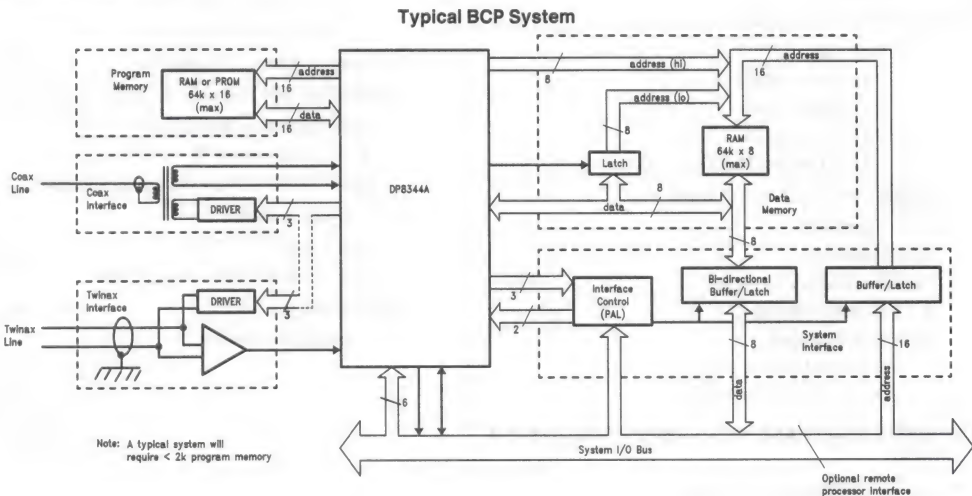 Typical BCP System
Program
Memory
RAM or PROM
64k x 16
(max)
address
16
data
16
8
address (hi)
16
address
address (lo)
8
Latch
RAM
64k x 8
(max)
8
data
Data
Memory
8
DP8344A
Coax
Line
Coax
Interface
DRIVER
3
Twinax
Interface
DRIVER
3
Twinax
Line
3
2
Interface
Control
(PAL)
Bi-directional
Buffer/Latch
Buffer/Latch
System
Interface
8
data
16
address
6
System I/O Bus
Note: A typical system will
require < 2k program memory
Optional remote
processor interface